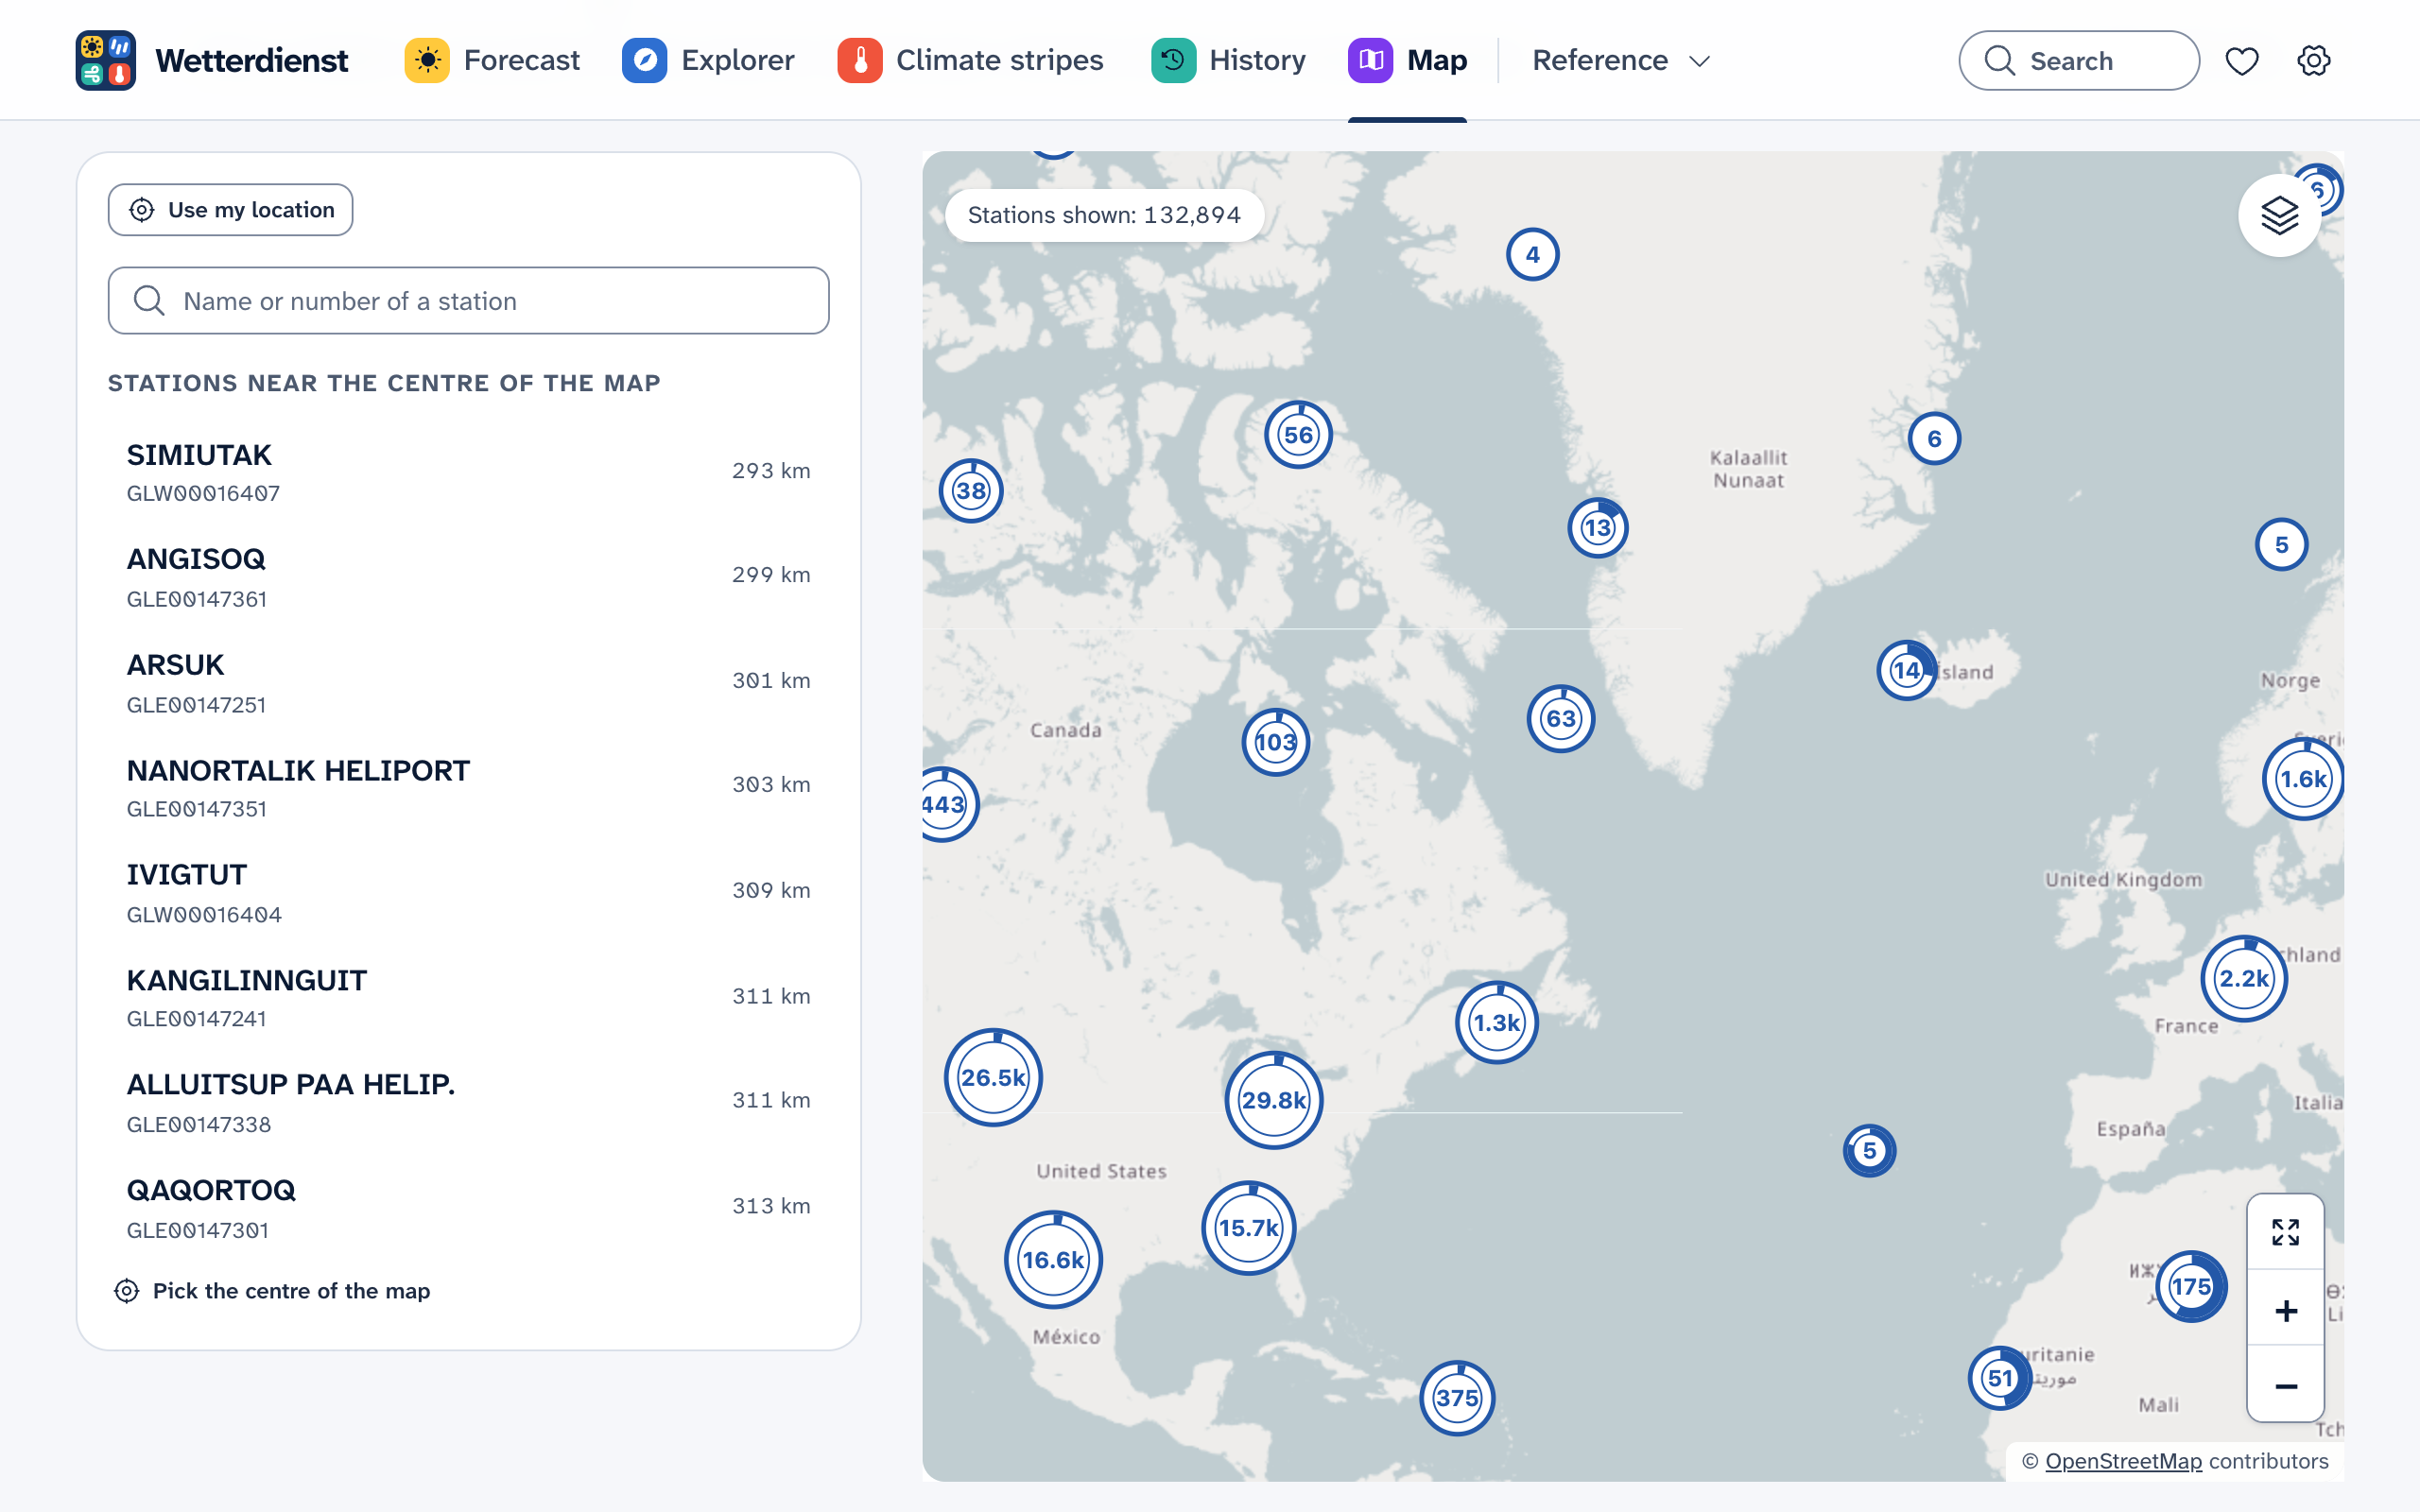 Wetterdienst
Forecast
Explorer
Climate stripes
History
Map
Reference
Search
Use my location
Name or number of a station
STATIONS NEAR THE CENTRE OF THE MAP
SIMIUTAK
GLW00016407
293 km
ANGISOQ
GLE00147361
299 km
ARSUK
GLE00147251
301 km
NANORTALIK HELIPORT
GLE00147351
303 km
IVIGTUT
GLW00016404
309 km
KANGILINNGUIT
GLE00147241
311 km
ALLUITSUP PAA HELIP.
GLE00147338
311 km
QAQORTOQ
GLE00147301
313 km
Pick the centre of the map
Stations shown: 132,894
6
4
56
6
Kalaallit
Nunaat
38
13
5
14
Ísland
Norge
63
Canada
103
1.6k
443
United Kingdom
2.2k
1.3k
France
26.5k
29.8k
Italia
España
5
United States
15.7k
16.6k
175
México
51
375
Mali
+
−
© OpenStreetMap contributors